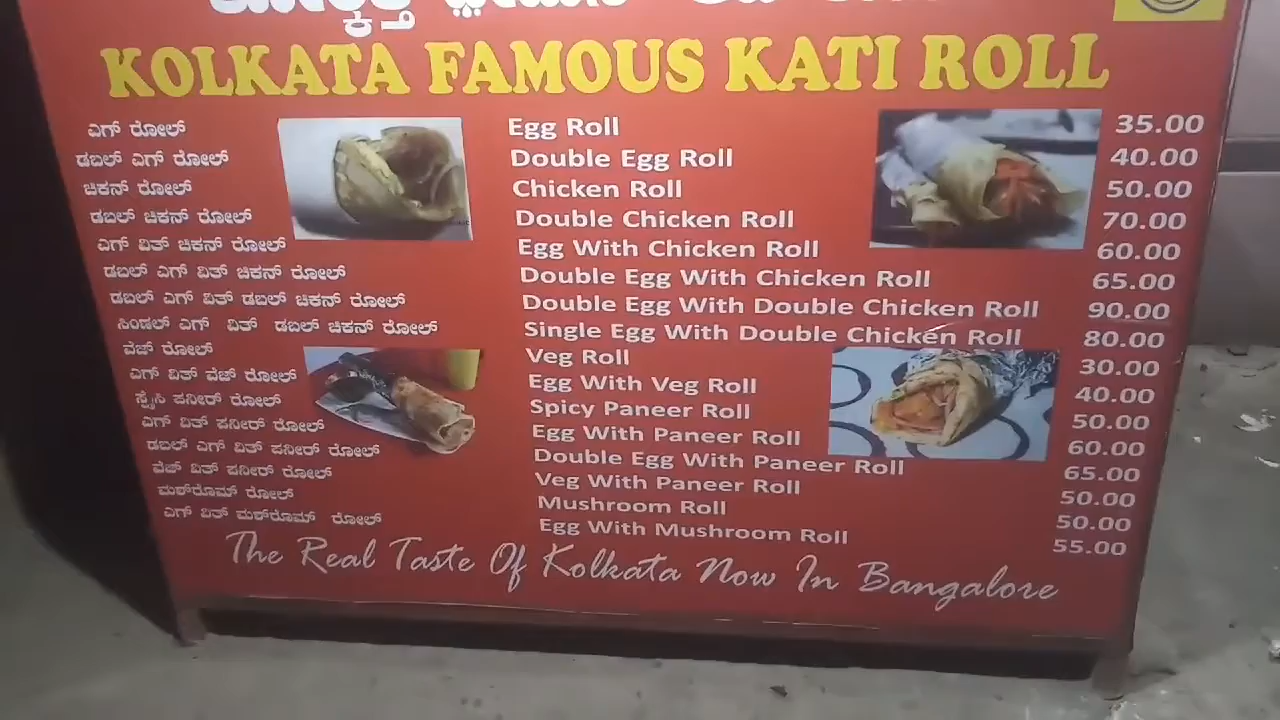 KOLKATA FAMOUS KATI ROLL
ಎಗ್ ರೋಲ್ Egg Roll 35.00
ಡಬಲ್ ಎಗ್ ರೋಲ್ Double Egg Roll 40.00
ಚಿಕನ್ ರೋಲ್ Chicken Roll 50.00
ಡಬಲ್ ಚಿಕನ್ ರೋಲ್ Double Chicken Roll 70.00
ಎಗ್ ವಿತ್ ಚಿಕನ್ ರೋಲ್ Egg With Chicken Roll 60.00
ಡಬಲ್ ಎಗ್ ವಿತ್ ಚಿಕನ್ ರೋಲ್ Double Egg With Chicken Roll 65.00
ಡಬಲ್ ಎಗ್ ವಿತ್ ಡಬಲ್ ಚಿಕನ್ ರೋಲ್ Double Egg With Double Chicken Roll 90.00
ಸಿಂಡಲ್ ಎಗ್ ವಿತ್ ಡಬಲ್ ಚಿಕನ್ ರೋಲ್ Single Egg With Double Chicken Roll 80.00
ವೆಜ್ ರೋಲ್ Veg Roll 30.00
ಎಗ್ ವಿತ್ ವೆಜ್ ರೋಲ್ Egg With Veg Roll 40.00
ಸ್ಪೈಸಿ ಪನೀರ್ ರೋಲ್ Spicy Paneer Roll 50.00
ಎಗ್ ವಿತ್ ಪನೀರ್ ರೋಲ್ Egg With Paneer Roll 60.00
ಡಬಲ್ ಎಗ್ ವಿತ್ ಪನೀರ್ ರೋಲ್ Double Egg With Paneer Roll 65.00
ವೆಜ್ ವಿತ್ ಪನೀರ್ ರೋಲ್ Veg With Paneer Roll 50.00
ಮಶ್‌ರೊಮ್ ರೋಲ್ Mushroom Roll 50.00
ಎಗ್ ವಿತ್ ಮಶ್‌ರೊಮ್ ರೋಲ್ Egg With Mushroom Roll 55.00
The Real Taste Of Kolkata Now In Bangalore